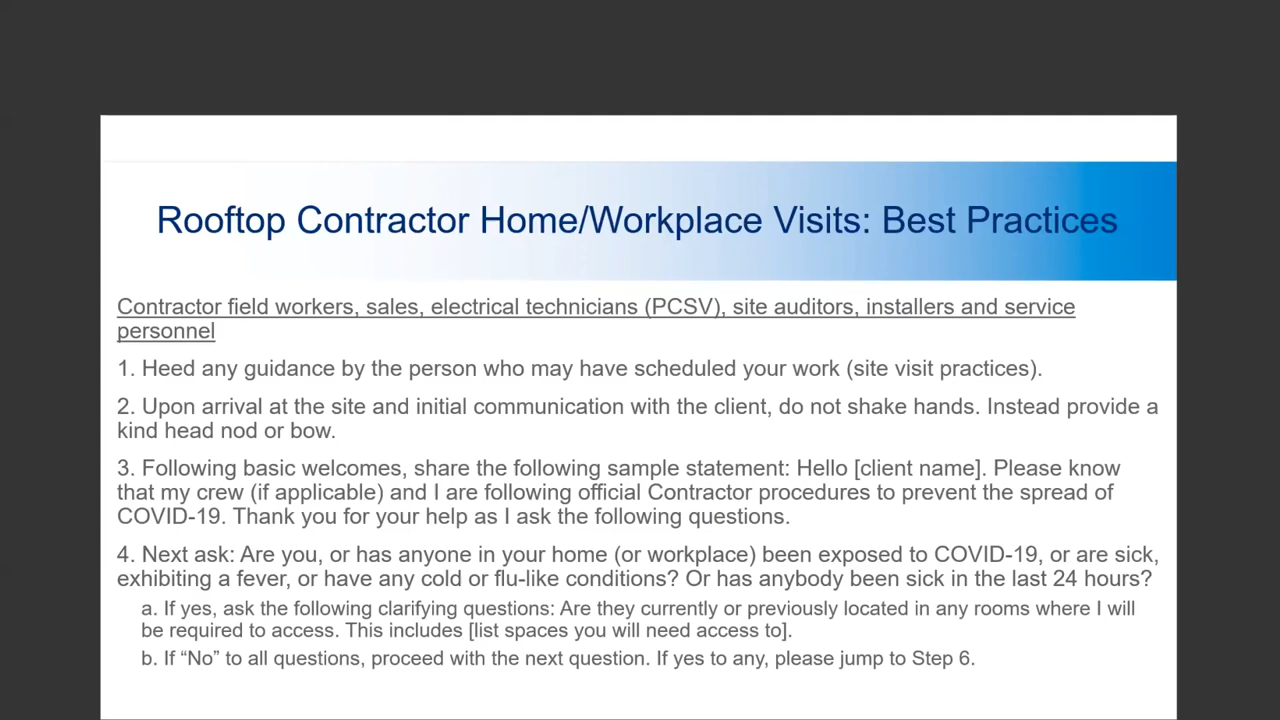 Rooftop Contractor Home/Workplace Visits: Best Practices
Contractor field workers, sales, electrical technicians (PCSV), site auditors, installers and service
personnel
1. Heed any guidance by the person who may have scheduled your work (site visit practices).
2. Upon arrival at the site and initial communication with the client, do not shake hands. Instead provide a
kind head nod or bow.
3. Following basic welcomes, share the following sample statement: Hello [client name]. Please know
that my crew (if applicable) and I are following official Contractor procedures to prevent the spread of
COVID-19. Thank you for your help as I ask the following questions.
4. Next ask: Are you, or has anyone in your home (or workplace) been exposed to COVID-19, or are sick,
exhibiting a fever, or have any cold or flu-like conditions? Or has anybody been sick in the last 24 hours?
a. If yes, ask the following clarifying questions: Are they currently or previously located in any rooms where I will
be required to access. This includes [list spaces you will need access to].
b. If “No” to all questions, proceed with the next question. If yes to any, please jump to Step 6.